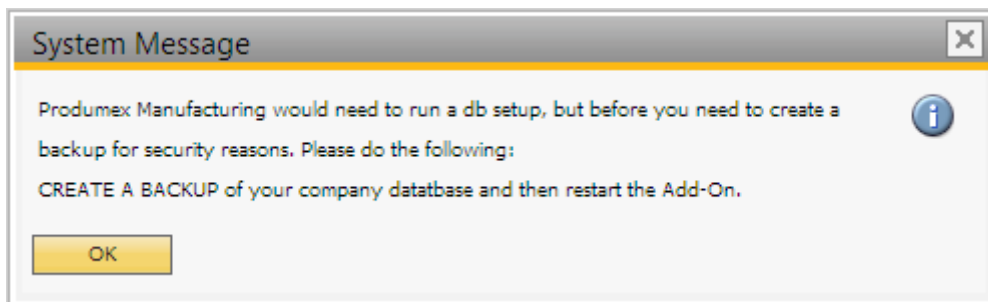 System Message
Produmex Manufacturing would need to run a db setup, but before you need to create a
backup for security reasons. Please do the following:
CREATE A BACKUP of your company datatbase and then restart the Add-On.
OK